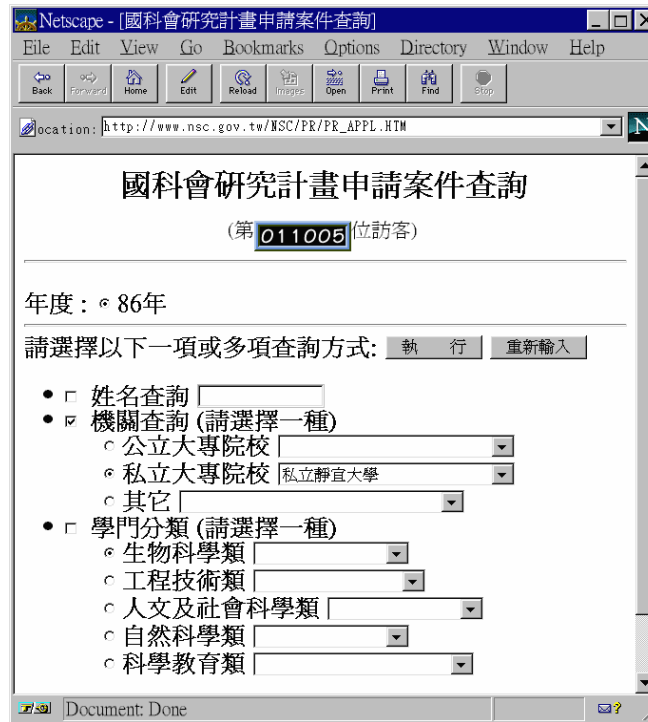 Netscape - [國科會研究計畫申請案件查詢]
File Edit View Go Bookmarks Options Directory Window Help
Back Forward Home Edit Reload Images Open Print Find Stop
ocation: http://www.nsc.gov.tw/NSC/PR/PR_APPL.HTM
N
國科會研究計畫申請案件查詢
(第 011005 位訪客)
年度 : 86年
請選擇以下一項或多項查詢方式: 執 行 重新輸入
姓名查詢
機關查詢 (請選擇一種)
公立大專院校
私立大專院校 私立靜宜大學
其它
學門分類 (請選擇一種)
生物科學類
工程技術類
人文及社會科學類
自然科學類
科學教育類
Document: Done